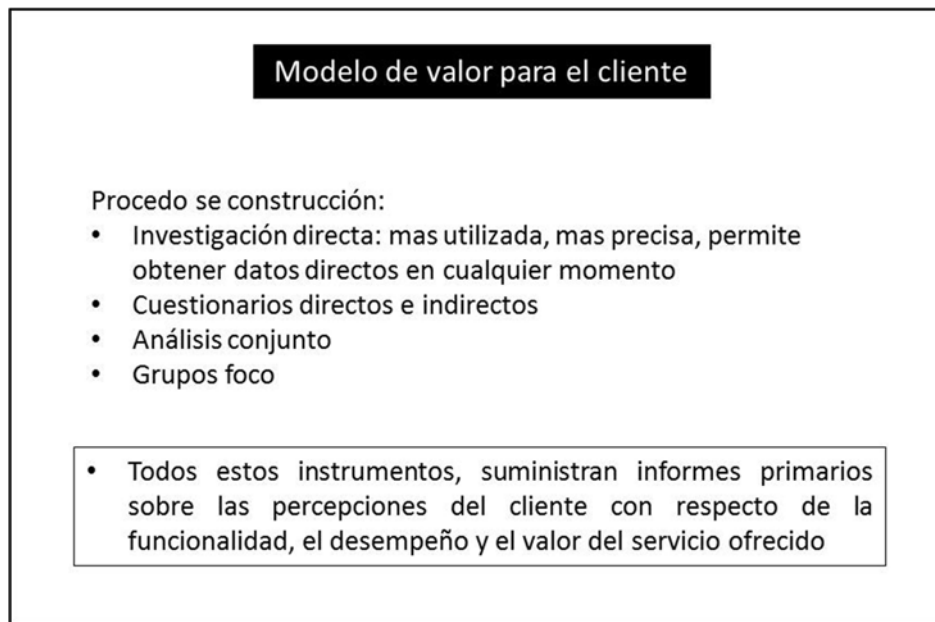 Modelo de valor para el cliente
Procedo se construcción:
• Investigación directa: mas utilizada, mas precisa, permite
obtener datos directos en cualquier momento
• Cuestionarios directos e indirectos
• Análisis conjunto
• Grupos foco
• Todos estos instrumentos, suministran informes primarios
sobre las percepciones del cliente con respecto de la
funcionalidad, el desempeño y el valor del servicio ofrecido